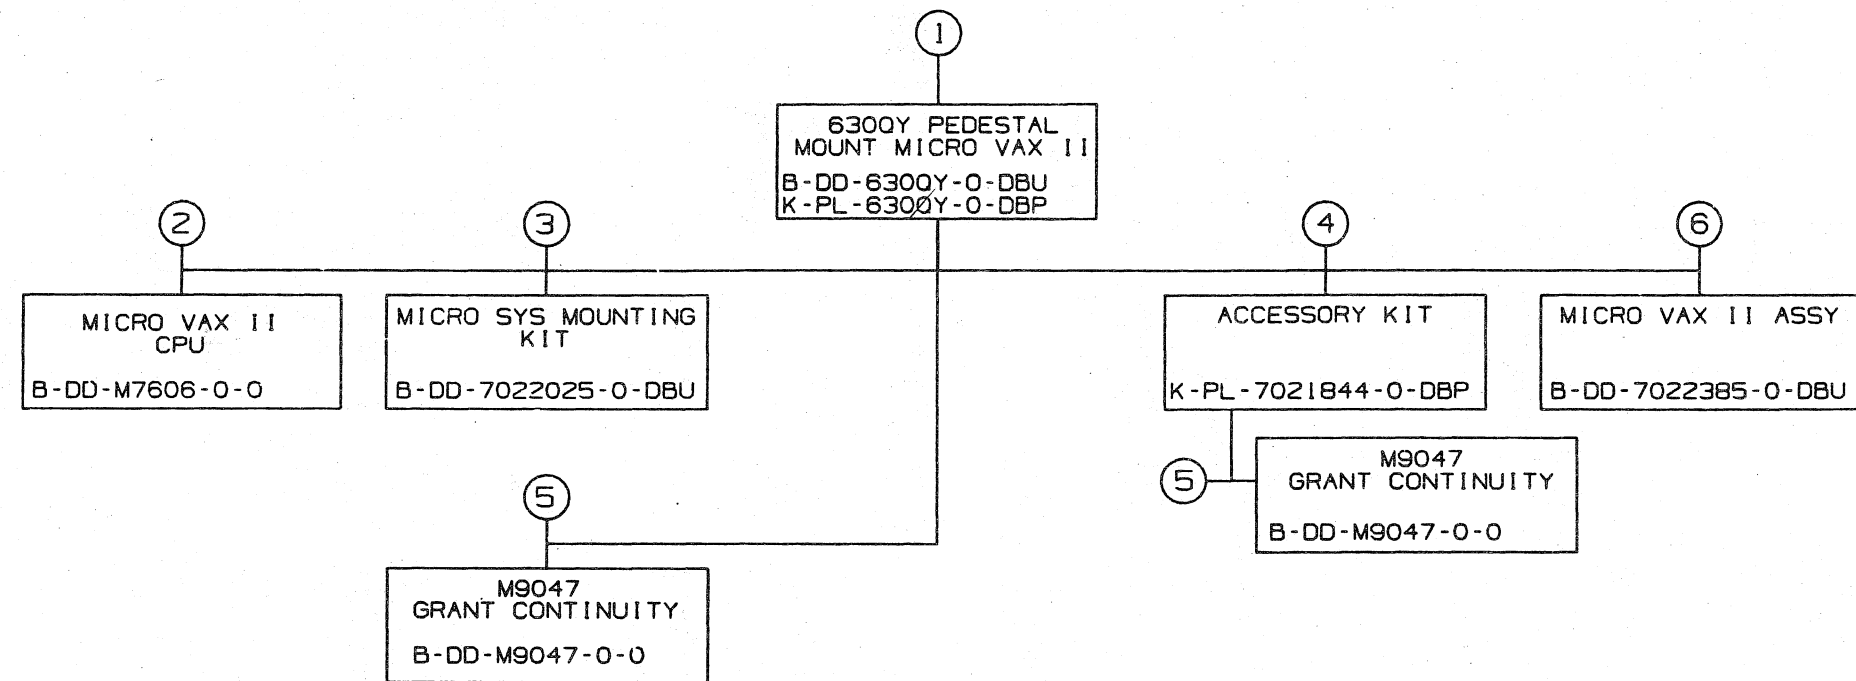 1
630QY PEDESTAL
MOUNT MICRO VAX II
B-DD-630QY-0-DBU
K-PL-630QY-0-DBP
2
3
4
6
MICRO VAX II
CPU
B-DD-M7606-0-0
MICRO SYS MOUNTING
KIT
B-DD-7022025-0-DBU
ACCESSORY KIT
K-PL-7021844-0-DBP
MICRO VAX II ASSY
B-DD-7022385-0-DBU
5
M9047
GRANT CONTINUITY
B-DD-M9047-0-0
5
M9047
GRANT CONTINUITY
B-DD-M9047-0-0